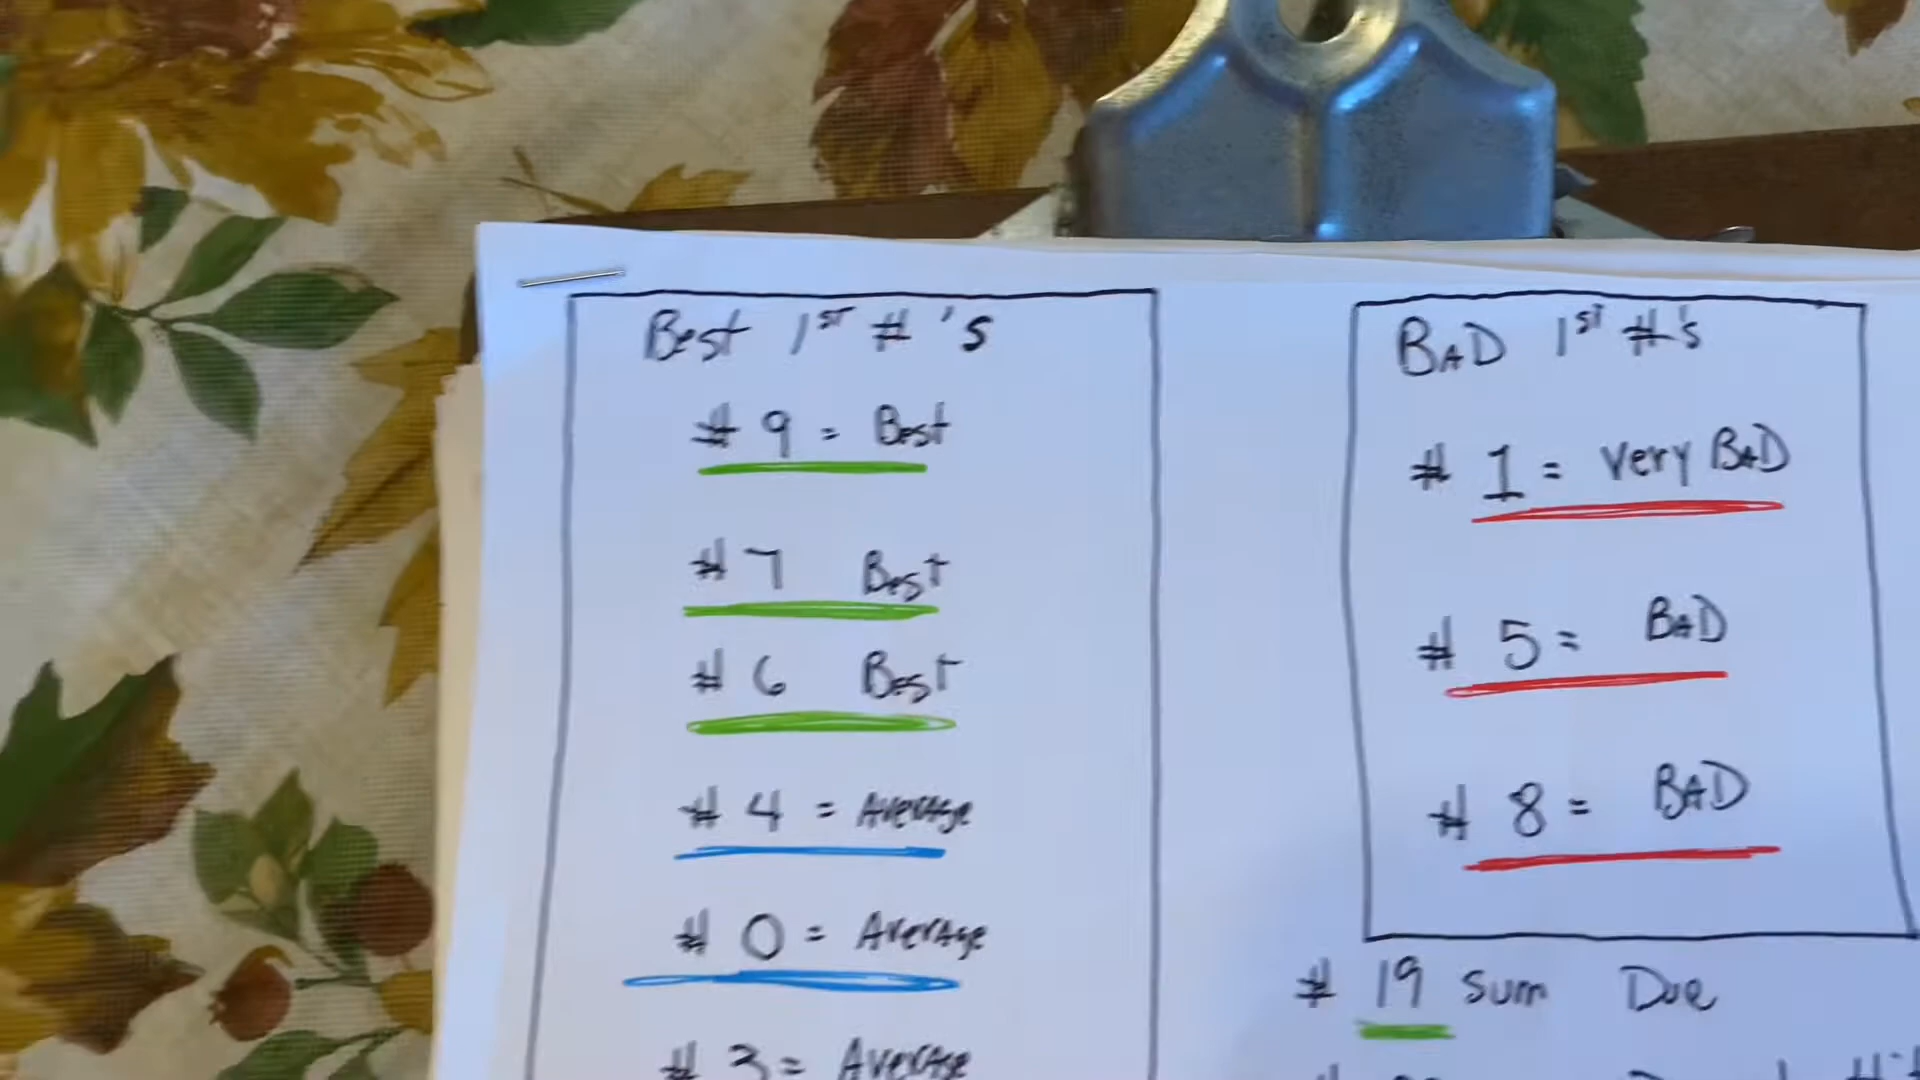 Best 1ST #'s
# 9 = Best
# 7 Best
# 6 Best
# 4 = Average
# 0 = Average
# 3 = Average
BAD 1ST #'s
# 1 = Very BAD
# 5 = BAD
# 8 = BAD
# 19 Sum Due